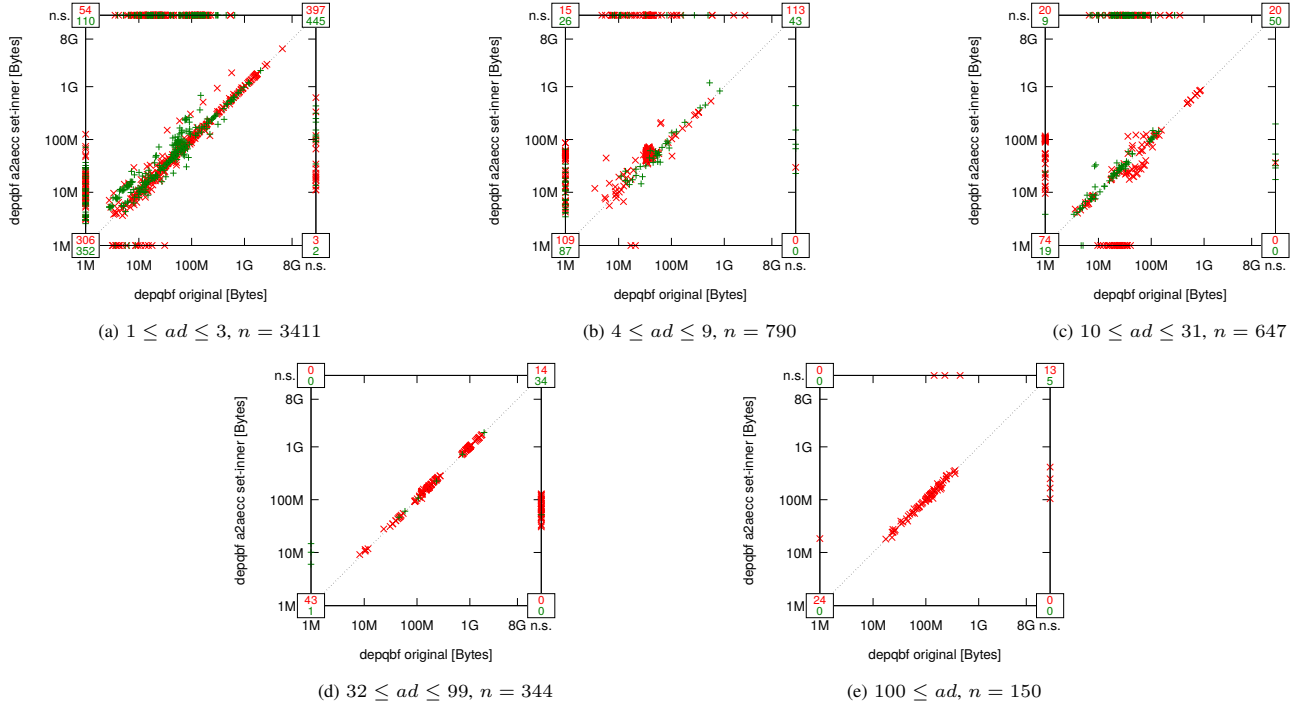 54
110
397
445
n.s.
8G
1G
100M
10M
1M
306
352
3
2
1M
10M
100M
1G
8G n.s.
depqbf a2aecc set-inner [Bytes]
depqbf original [Bytes]
(a) 1 ≤ ad ≤ 3, n = 3411
15
26
113
43
n.s.
8G
1G
100M
10M
1M
109
87
0
0
1M
10M
100M
1G
8G n.s.
depqbf a2aecc set-inner [Bytes]
depqbf original [Bytes]
(b) 4 ≤ ad ≤ 9, n = 790
20
9
20
50
n.s.
8G
1G
100M
10M
1M
74
19
0
0
1M
10M
100M
1G
8G n.s.
depqbf a2aecc set-inner [Bytes]
depqbf original [Bytes]
(c) 10 ≤ ad ≤ 31, n = 647
0
0
14
34
n.s.
8G
1G
100M
10M
1M
43
1
0
0
1M
10M
100M
1G
8G n.s.
depqbf a2aecc set-inner [Bytes]
depqbf original [Bytes]
(d) 32 ≤ ad ≤ 99, n = 344
0
0
13
5
n.s.
8G
1G
100M
10M
1M
24
0
0
0
1M
10M
100M
1G
8G n.s.
depqbf a2aecc set-inner [Bytes]
depqbf original [Bytes]
(e) 100 ≤ ad, n = 150